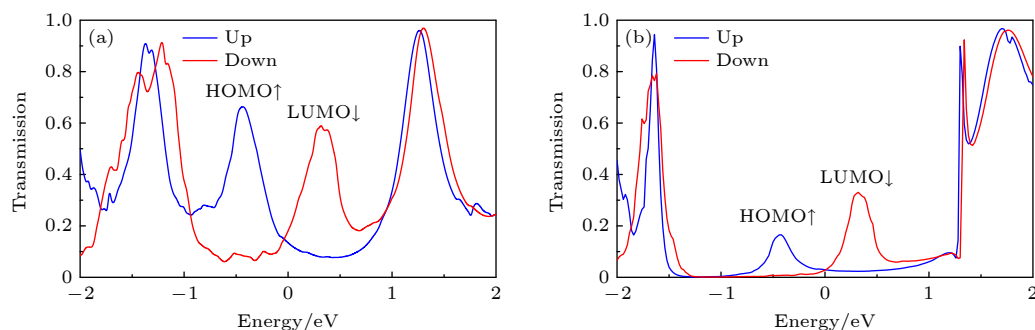 (a)
Up
Down
HOMO↑
LUMO↓
Transmission
1.0
0.8
0.6
0.4
0.2
0
−2
−1
0
1
2
Energy/eV
(b)
Up
Down
LUMO↓
HOMO↑
Transmission
1.0
0.8
0.6
0.4
0.2
0
−2
−1
0
1
2
Energy/eV